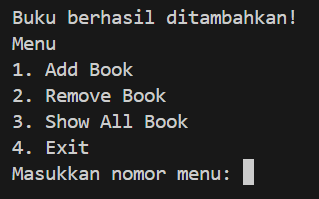 Buku berhasil ditambahkan!
Menu
1. Add Book
2. Remove Book
3. Show All Book
4. Exit
Masukkan nomor menu: